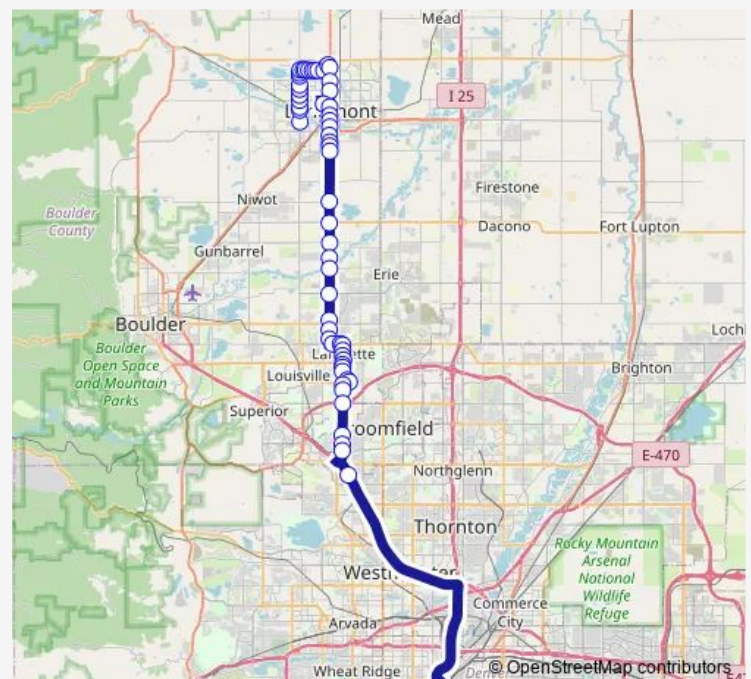 Mead
I 25
Firestone
Niwot
Boulder
County
Dacono
Fort Lupton
Gunbarrel
Erie
Boulder
Boulder
Open Space
and Mountain
Parks
Louisville
Brighton
Superior
E-470
Northglenn
Thornton
Rocky Mountain
Arsenal
National
Wildlife
Refuge
Commerce
City
Arvada
Wheat Ridge
© OpenStreetMap contributors